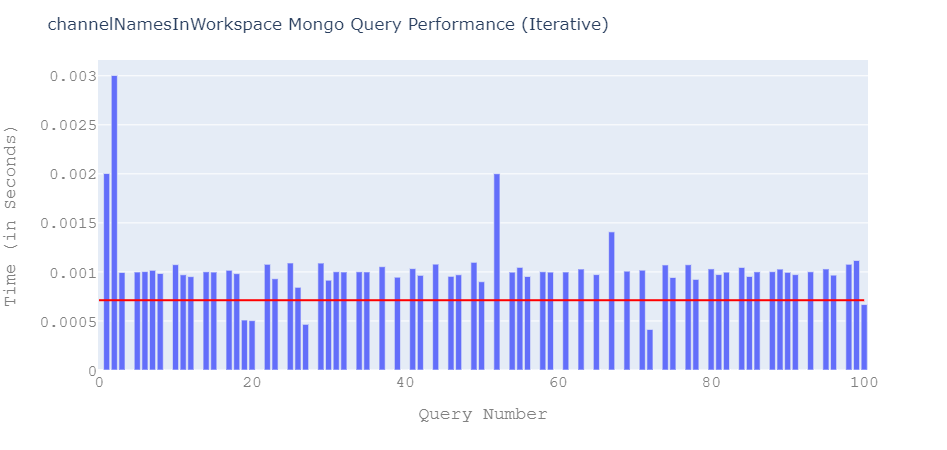 channelNamesInWorkspace Mongo Query Performance (Iterative)
Time (in Seconds)
0.003
0.0025
0.002
0.0015
0.001
0.0005
0
0 20 40 60 80 100
Query Number